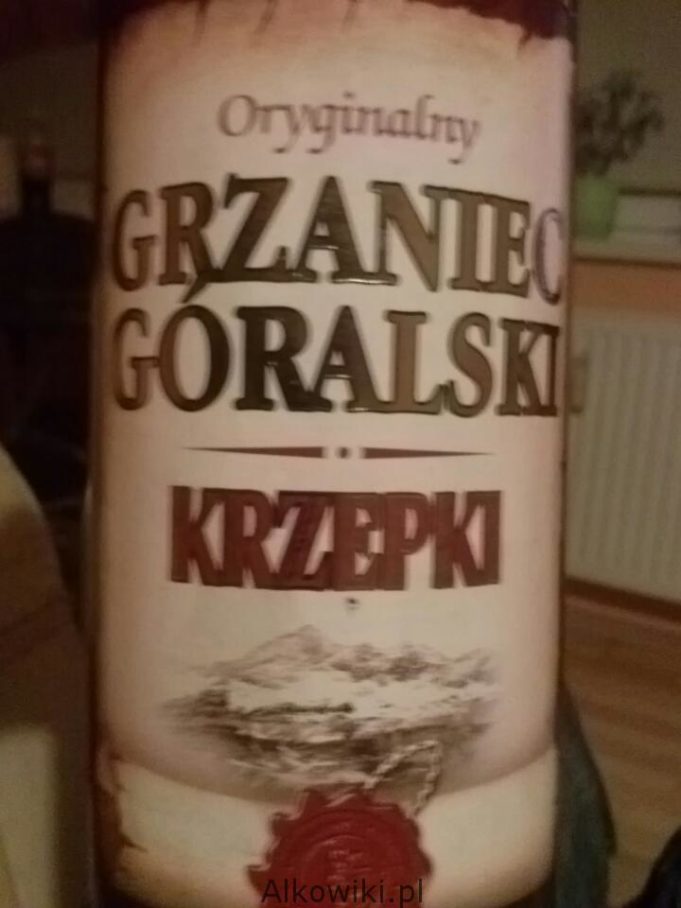 Oryginalny
GRZANIEC
GÓRALSKI
KRZEPKI
Alkowiki.pl